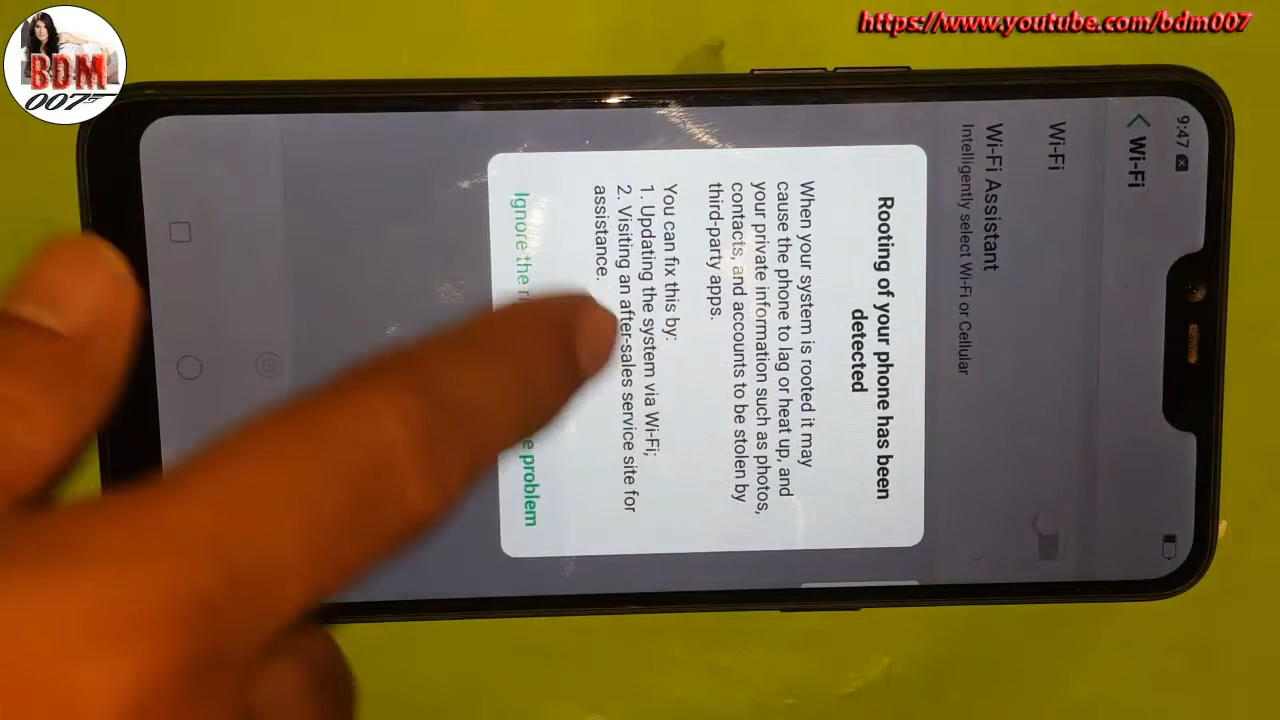 BDM
007
https://www.youtube.com/bdm007
9:47
Wi-Fi
Wi-Fi
Wi-Fi Assistant
Intelligently select Wi-Fi or Cellular
Rooting of your phone has been
detected
When your system is rooted it may
cause the phone to lag or heat up, and
your private information such as photos,
contacts, and accounts to be stolen by
third-party apps.
You can fix this by:
1. Updating the system via Wi-Fi;
2. Visiting an after-sales service site for
assistance.
Ignore the
problem